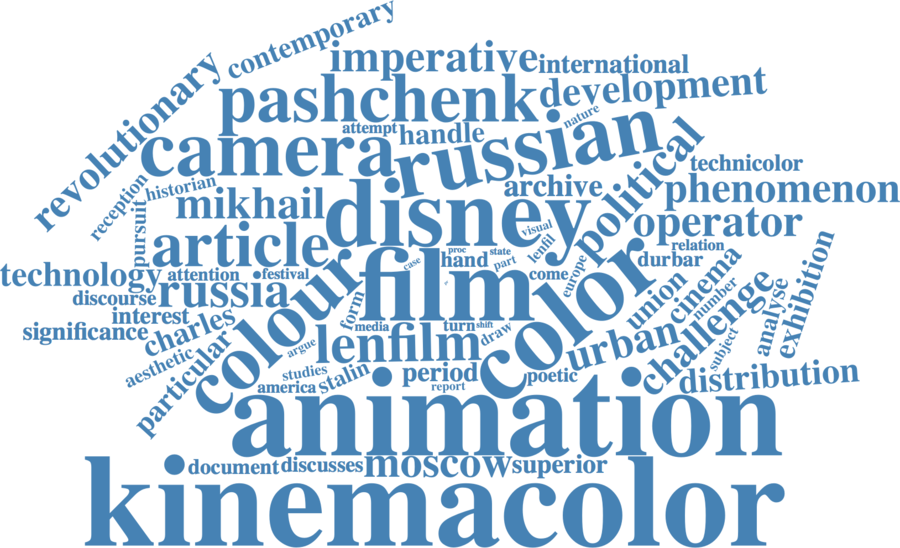 contemporary
revolutionary
imperative
international
pashchenk
development
nature
attempt
handle
camera
russian
political
technicolor
reception
historian
archive
phenomenon
pursuit
mikhail
disney
visual
operator
article
lenfil
relation
technology
attention
festival
colour
case
film
proc
hand
state
part
come
europe
color
durbar
union
cinema
number
exhibition
discourse
russia
interest
form
significance
charles
media
turn
shift
draw
argue
lenfilm
urban
challenge
subject
analyse
aesthetic
particular
studies
america
stalin
period
report
poetic
distribution
animation
document
discusses
moscow
superior
kinemacolor